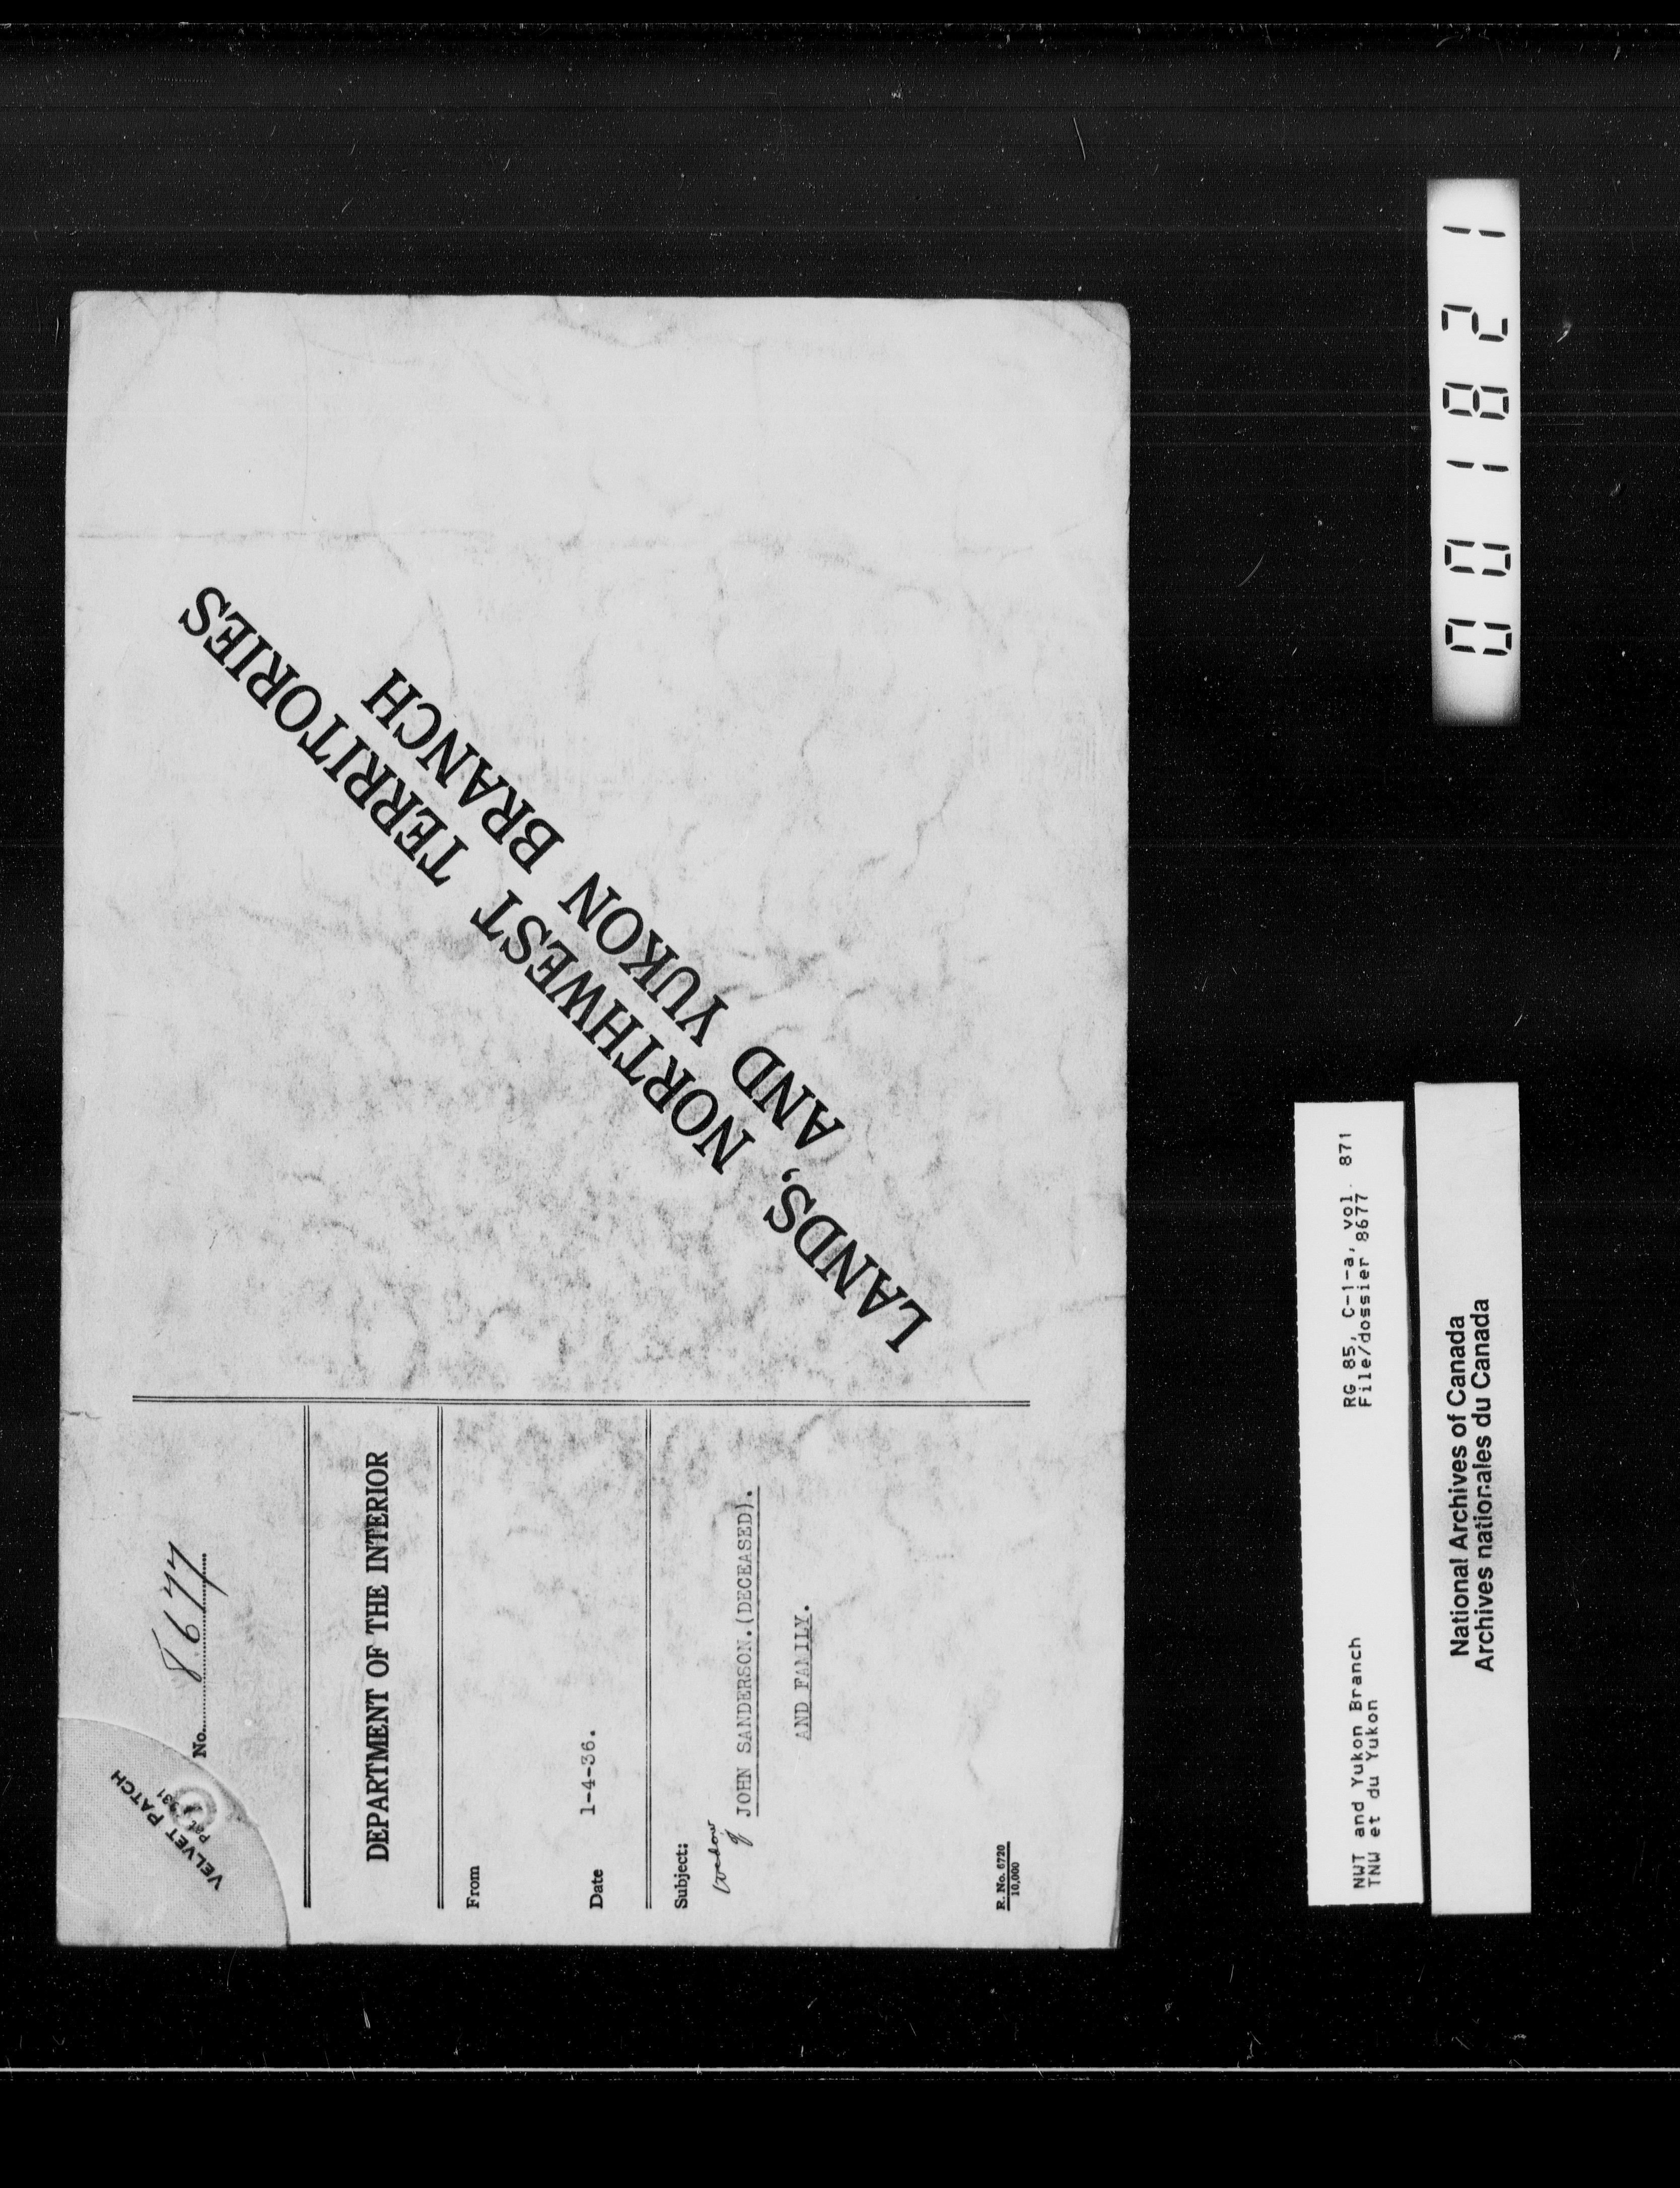 VELVET PATCH
No. 8677
DEPARTMENT OF THE INTERIOR
From
Date 1-4-36.
Subject:
Widow
of JOHN SANDERSON.(DECEASED).
AND FAMILY.
R. No. 6720
10,000
LANDS, NORTHWEST TERRITORIES
AND YUKON BRANCH
001821
NWT and Yukon Branch RG 85, C-1-a, vol. 871
TNW et du Yukon File/dossier 8677
National Archives of Canada
Archives nationales du Canada